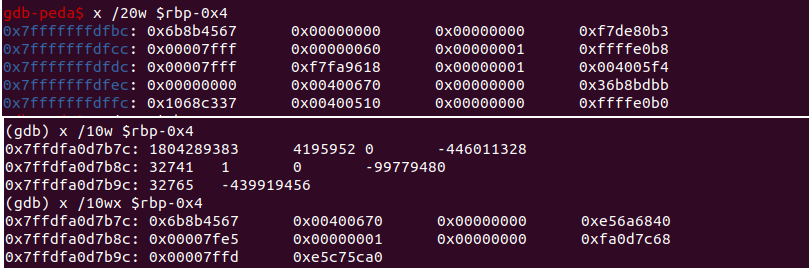 gdb-peda$ x /20w $rbp-0x4
0x7fffffffdfbc: 0x6b8b4567 0x00000000 0x00000000 0xf7de80b3
0x7fffffffdfcc: 0x00007fff 0x00000060 0x00000001 0xffffe0b8
0x7fffffffdfdc: 0x00007fff 0xf7fa9618 0x00000001 0x004005f4
0x7fffffffdfec: 0x00000000 0x00400670 0x00000000 0x36b8bdbb
0x7fffffffdffc: 0x1068c337 0x00400510 0x00000000 0xffffe0b0
(gdb) x /10w $rbp-0x4
0x7ffdfa0d7b7c: 1804289383 4195952 0 -446011328
0x7ffdfa0d7b8c: 32741 1 0 -99779480
0x7ffdfa0d7b9c: 32765 -439919456
(gdb) x /10wx $rbp-0x4
0x7ffdfa0d7b7c: 0x6b8b4567 0x00400670 0x00000000 0xe56a6840
0x7ffdfa0d7b8c: 0x00007fe5 0x00000001 0x00000000 0xfa0d7c68
0x7ffdfa0d7b9c: 0x00007ffd 0xe5c75ca0